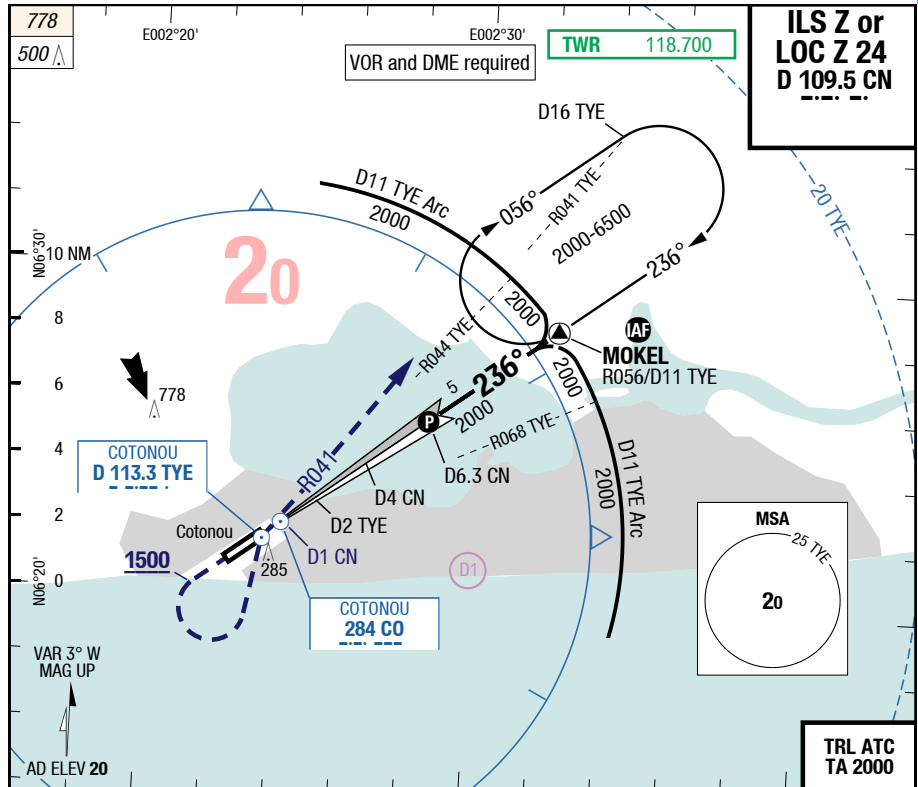 778
500
E002°20'
E002°30'
TWR 118.700
VOR and DME required
ILS Z or
LOC Z 24
D 109.5 CN
D16 TYE
D11 TYE Arc
2000
056°
R041 TYE
2000-6500
236°
20 TYE
N06°30'
10 NM
20
8
2000
R044 TYE
IAF
MOKEL
R056/D11 TYE
236°
2000
6
5
2000
778
P
R068 TYE
4
COTONOU
D 113.3 TYE
R041
D6.3 CN
D11 TYE Arc
2000
D4 CN
D2 TYE
2
Cotonou
D1 CN
MSA
25 TYE
20
1500
285
D1
N06°20'
0
COTONOU
284 CO
VAR 3° W
MAG UP
AD ELEV 20
TRL ATC
TA 2000